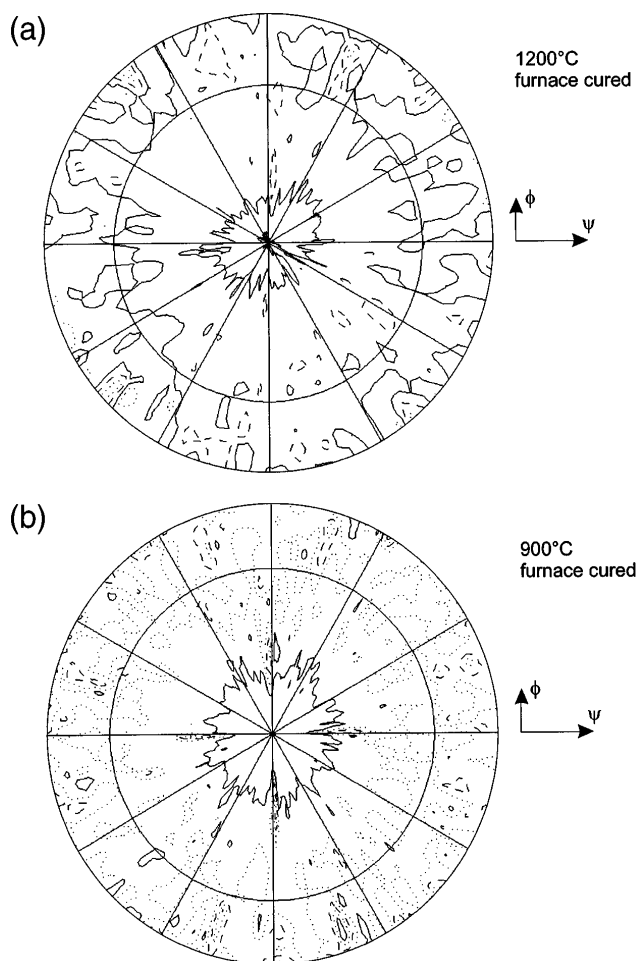 (a)
1200°C
furnace cured
ϕ
ψ
(b)
900°C
furnace cured
ϕ
ψ